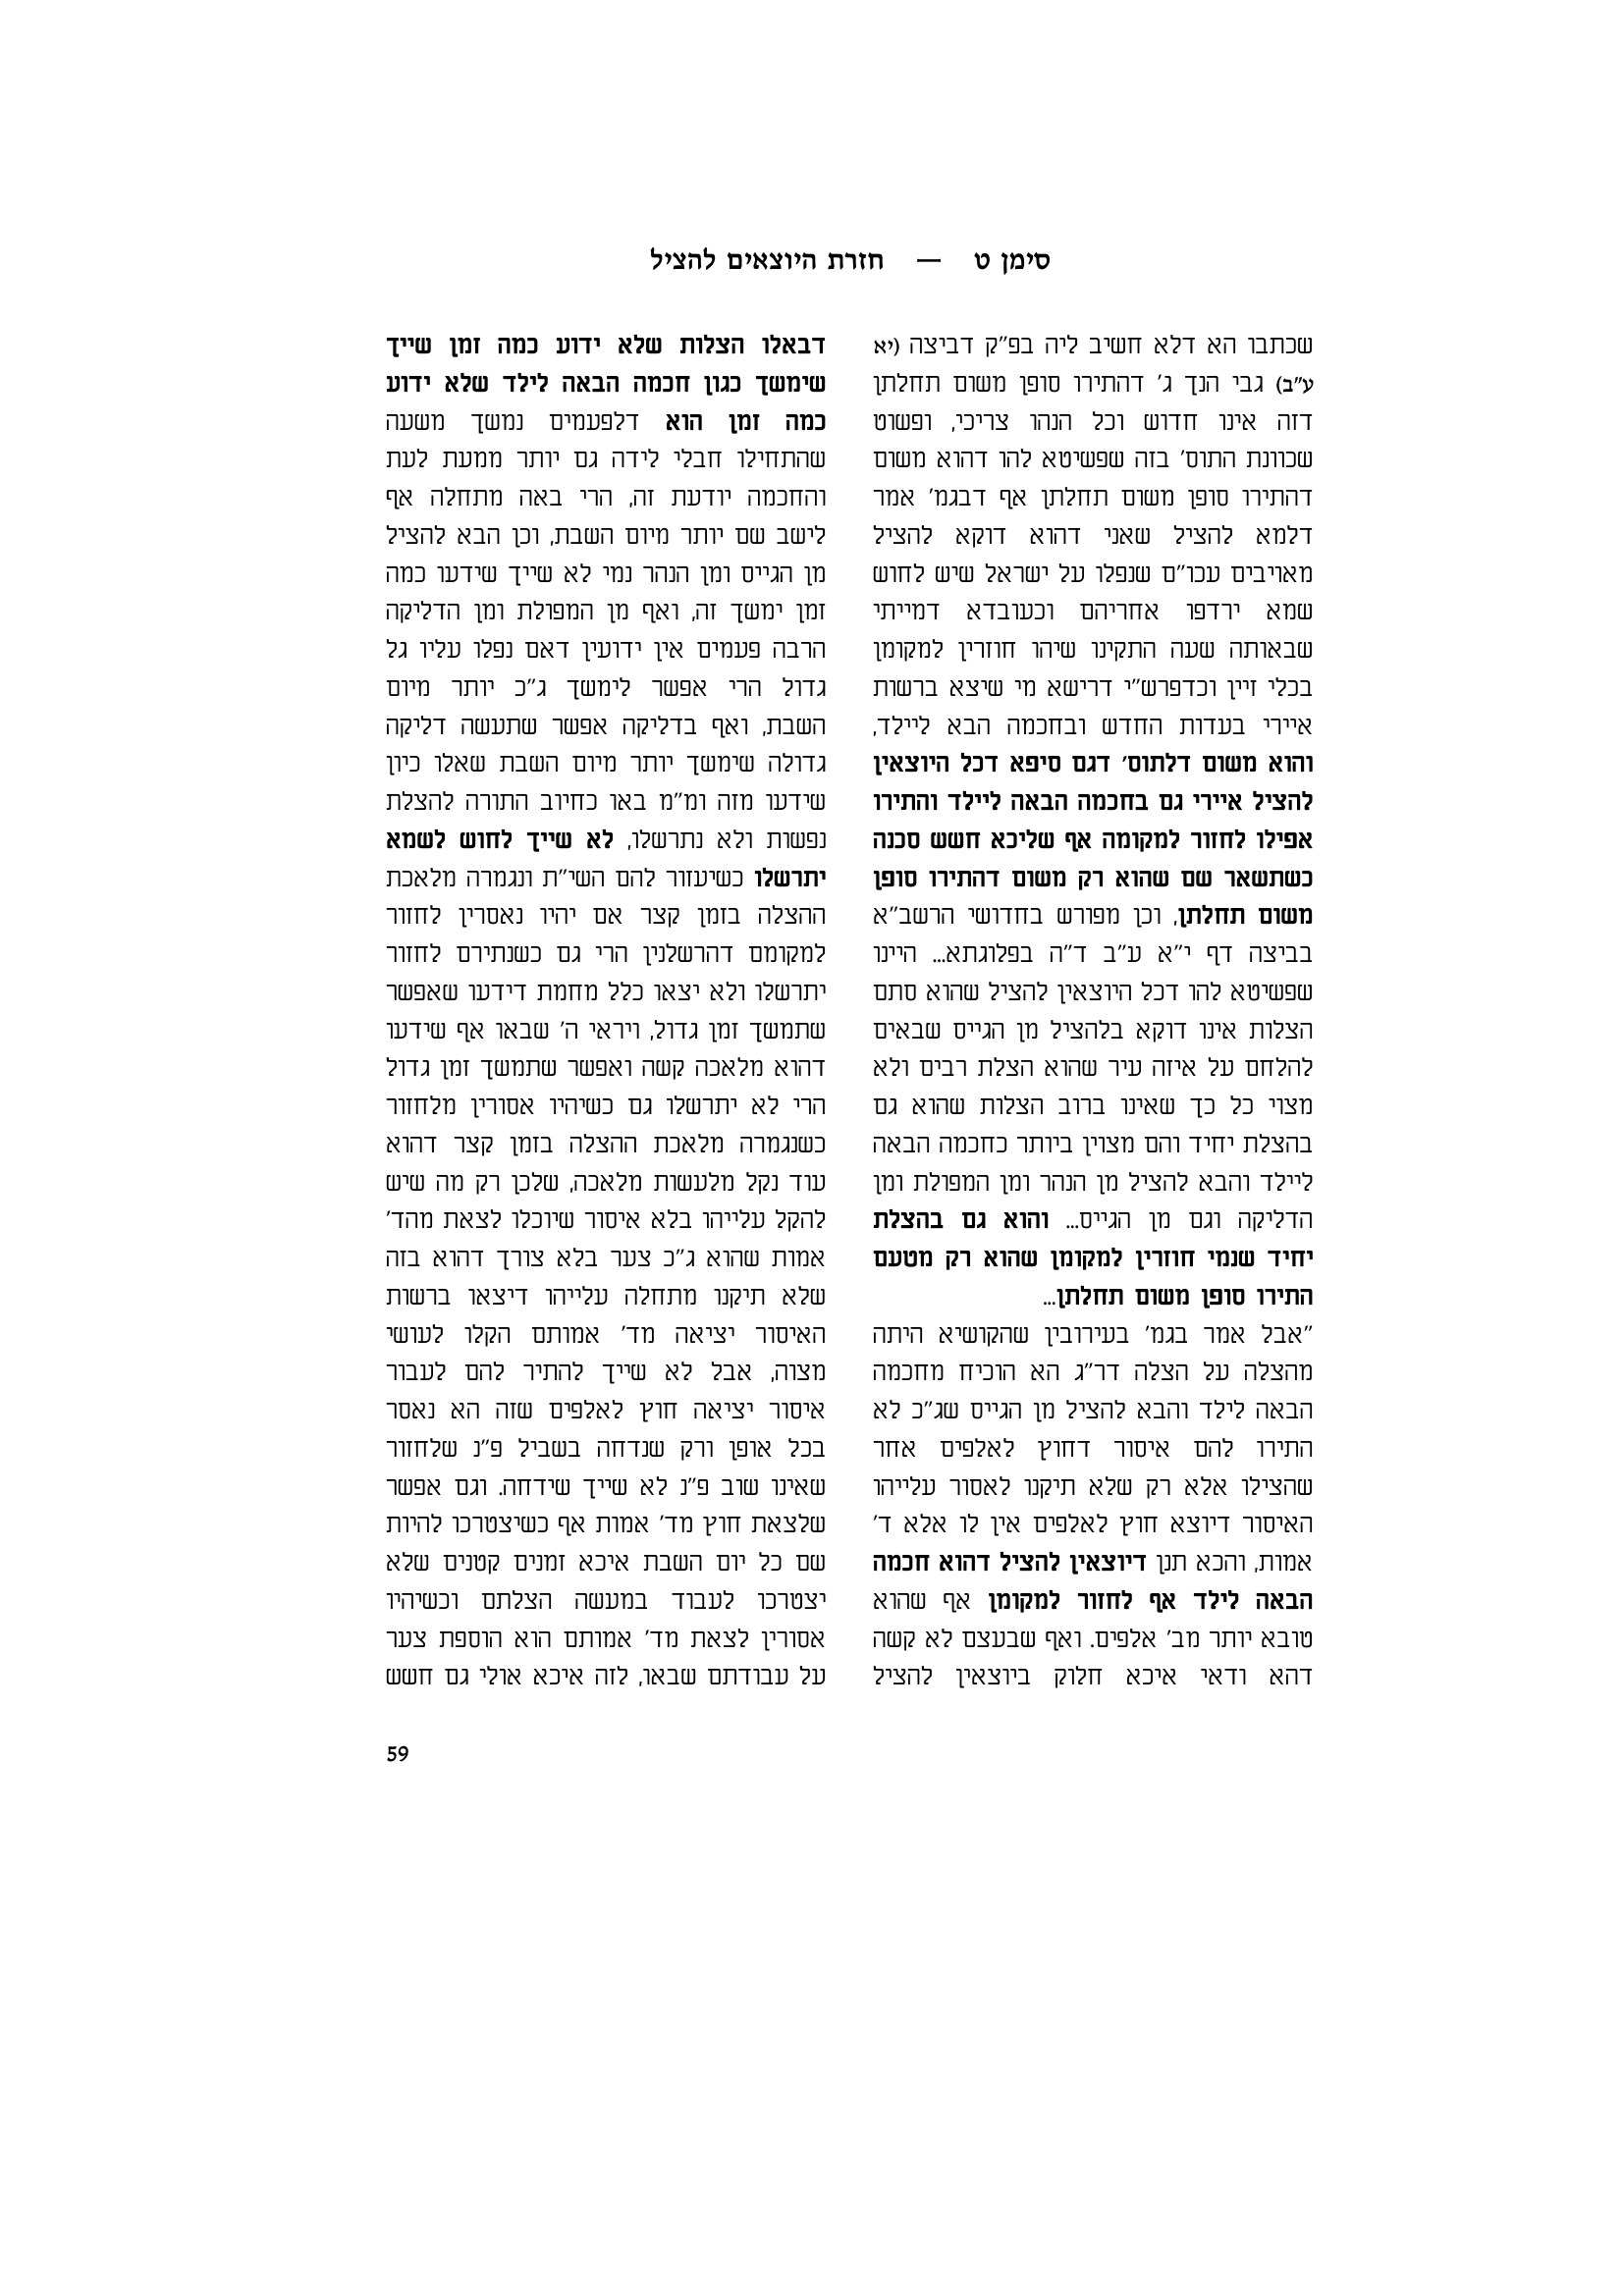 סימן ט — חזרת היוצאים להציל
שכתבו הא דלא חשיב ליה בפ"ק דביצה (יא
ע"ב) גבי הנך ג' דהתירו סופן משום תחלתן
דזה אינו חדוש וכל הנהו צריכי, ופשוט
שכוונת התוס' בזה שפשיטא להו דהוא משום
דהתירו סופן משום תחלתן אף דבגמ' אמר
דלמא להציל שאני דהוא דוקא להציל
מאויבים עכו"ם שנפלו על ישראל שיש לחוש
שמא ירדפו אחריהם וכעובדא דמייתי
שבאותה שעה התקינו שיהו חוזרין למקומן
בכלי זיין וכדפרש"י דרישא מי שיצא ברשות
איירי בעדות החדש ובחכמה הבא ליילד,
והוא משום דלתוס' דגם סיפא דכל היוצאין
להציל איירי גם בחכמה הבאה ליילד והתירו
אפילו לחזור למקומה אף שליכא חשש סכנה
כשתשאר שם שהוא רק משום דהתירו סופן
משום תחלתן, וכן מפורש בחדושי הרשב"א
בביצה דף י"א ע"ב ד"ה בפלוגתא... היינו
שפשיטא להו דכל היוצאין להציל שהוא סתם
הצלות אינו דוקא בלהציל מן הגייס שבאים
להלחם על איזה עיר שהוא הצלת רבים ולא
מצוי כל כך שאינו ברוב הצלות שהוא גם
בהצלת יחיד והם מצוין ביותר כחכמה הבאה
ליילד והבא להציל מן הנהר ומן המפולת ומן
הדליקה וגם מן הגייס... והוא גם בהצלת
יחיד שנמי חוזרין למקומן שהוא רק מטעם
התירו סופן משום תחלתן...
"אבל אמר בגמ' בעירובין שהקושיא היתה
מהצלה על הצלה דר"ג הא הוכיח מחכמה
הבאה לילד והבא להציל מן הגייס שג"כ לא
התירו להם איסור דחוץ לאלפים אחר
שהצילו אלא רק שלא תיקנו לאסור עלייהו
האיסור דיוצא חוץ לאלפים אין לו אלא ד'
אמות, והכא תנן דיוצאין להציל דהוא חכמה
הבאה לילד אף לחזור למקומן אף שהוא
טובא יותר מב' אלפים. ואף שבעצם לא קשה
דהא ודאי איכא חלוק ביוצאין להציל
דבאלו הצלות שלא ידוע כמה זמן שייך
שימשך כגון חכמה הבאה לילד שלא ידוע
כמה זמן הוא דלפעמים נמשך משעה
שהתחילו חבלי לידה גם יותר ממעת לעת
והחכמה יודעת זה, הרי באה מתחלה אף
לישב שם יותר מיום השבת, וכן הבא להציל
מן הגייס ומן הנהר נמי לא שייך שידעו כמה
זמן ימשך זה, ואף מן המפולת ומן הדליקה
הרבה פעמים אין ידועין דאם נפלו עליו גל
גדול הרי אפשר לימשך ג"כ יותר מיום
השבת, ואף בדליקה אפשר שתעשה דליקה
גדולה שימשך יותר מיום השבת שאלו כיון
שידעו מזה ומ"מ באו כחיוב התורה להצלת
נפשות ולא נתרשלו, לא שייך לחוש לשמא
יתרשלו כשיעזור להם השי"ת ונגמרה מלאכת
ההצלה בזמן קצר אם יהיו נאסרין לחזור
למקומם דהרשלנין הרי גם כשנתירם לחזור
יתרשלו ולא יצאו כלל מחמת דידעו שאפשר
שתמשך זמן גדול, ויראי ה' שבאו אף שידעו
דהוא מלאכה קשה ואפשר שתמשך זמן גדול
הרי לא יתרשלו גם כשיהיו אסורין מלחזור
כשנגמרה מלאכת ההצלה בזמן קצר דהוא
עוד נקל מלעשות מלאכה, שלכן רק מה שיש
להקל עלייהו בלא איסור שיוכלו לצאת מהד'
אמות שהוא ג"כ צער בלא צורך דהוא בזה
שלא תיקנו מתחלה עלייהו דיצאו ברשות
האיסור יציאה מד' אמותם הקלו לעושי
מצוה, אבל לא שייך להתיר להם לעבור
איסור יציאה חוץ לאלפים שזה הא נאסר
בכל אופן ורק שנדחה בשביל פ"נ שלחזור
שאינו שוב פ"נ לא שייך שידחה. וגם אפשר
שלצאת חוץ מד' אמות אף כשיצטרכו להיות
שם כל יום השבת איכא זמנים קטנים שלא
יצטרכו לעבוד במעשה הצלתם וכשיהיו
אסורין לצאת מד' אמותם הוא הוספת צער
על עבודתם שבאו, לזה איכא אולי גם חשש
59